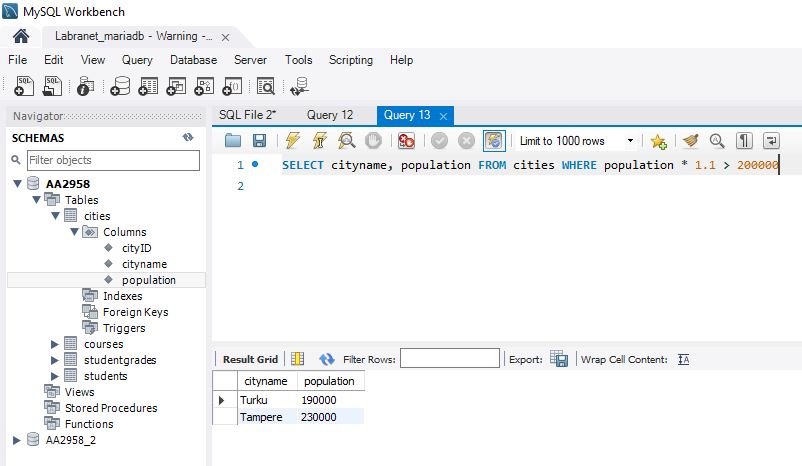 MySQL Workbench
Labranet_mariadb - Warning -...
File Edit View Query Database Server Tools Scripting Help
Navigator
SCHEMAS
Filter objects
AA2958
Tables
cities
Columns
cityID
cityname
population
Indexes
Foreign Keys
Triggers
courses
studentgrades
students
Views
Stored Procedures
Functions
AA2958_2
SQL File 2* Query 12 Query 13
Limit to 1000 rows
1 SELECT cityname, population FROM cities WHERE population * 1.1 > 200000
2
Result Grid Filter Rows: Export: Wrap Cell Content:
cityname population
Turku 190000
Tampere 230000